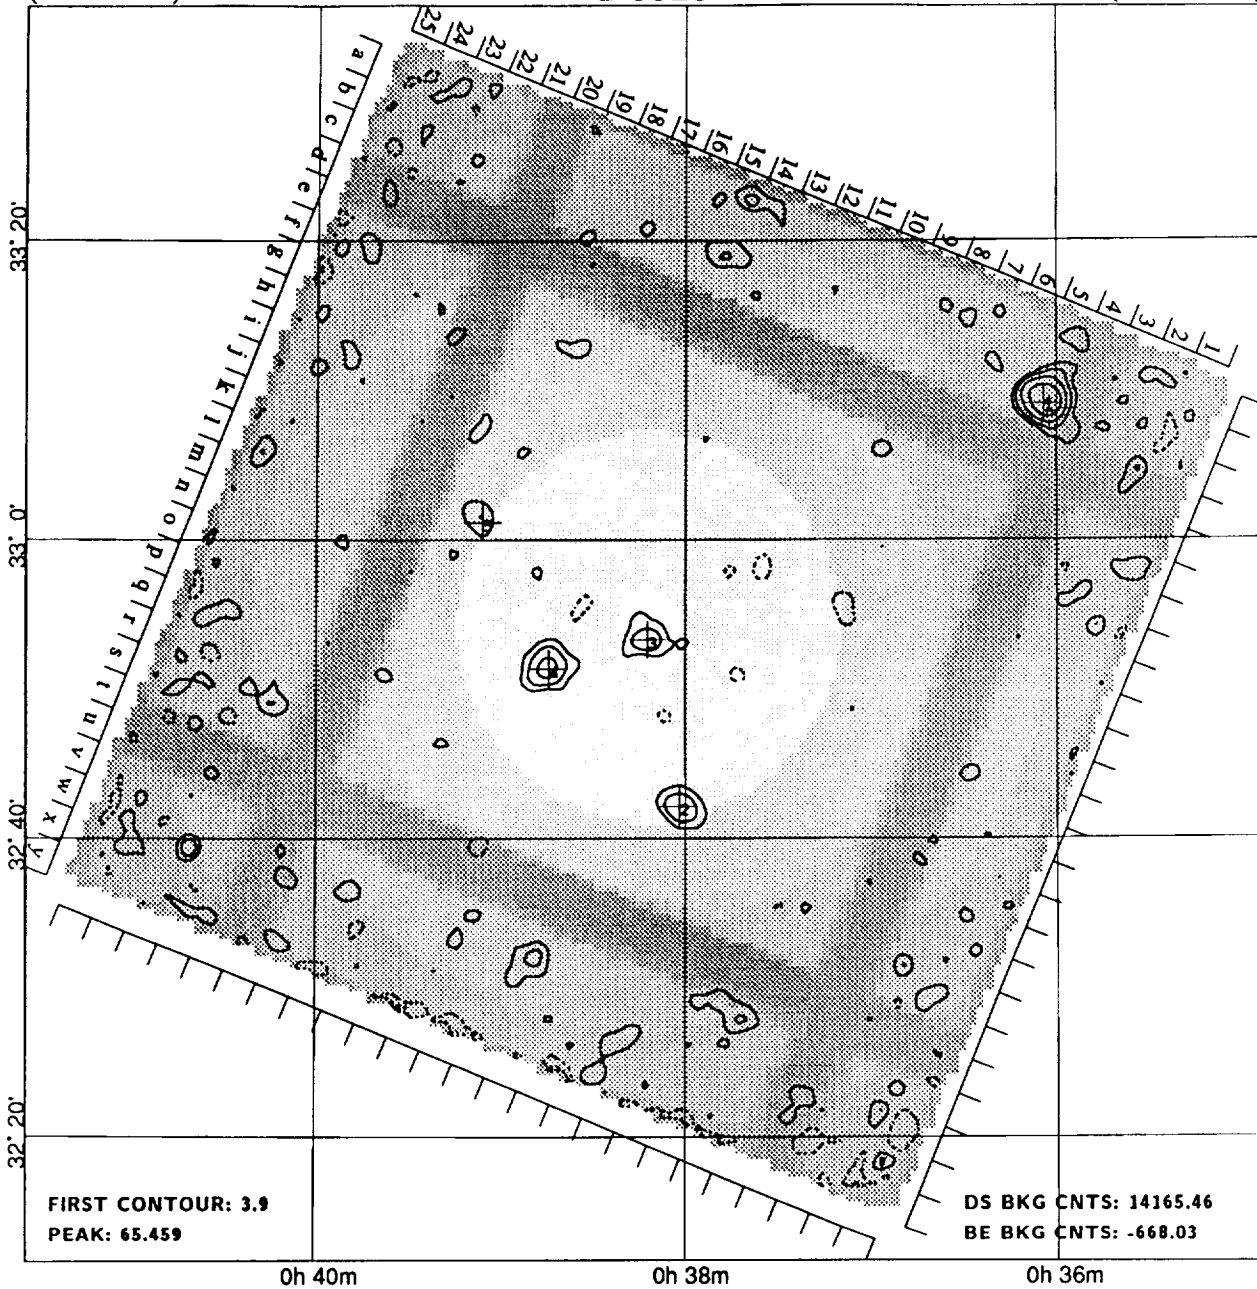 25 24 23 22 21 20 19 18 17 16 15 14 13 12 11 10 9 8 7 6 5 4 3 2 1
a b c d e f g h i j k l m n o p q r s t u v w x y
33° 20'
33° 0'
32° 40'
32° 20'
3
2
FIRST CONTOUR: 3.9
PEAK: 65.459
DS BKG CNTS: 14165.46
BE BKG CNTS: -668.03
0h 40m
0h 38m
0h 36m